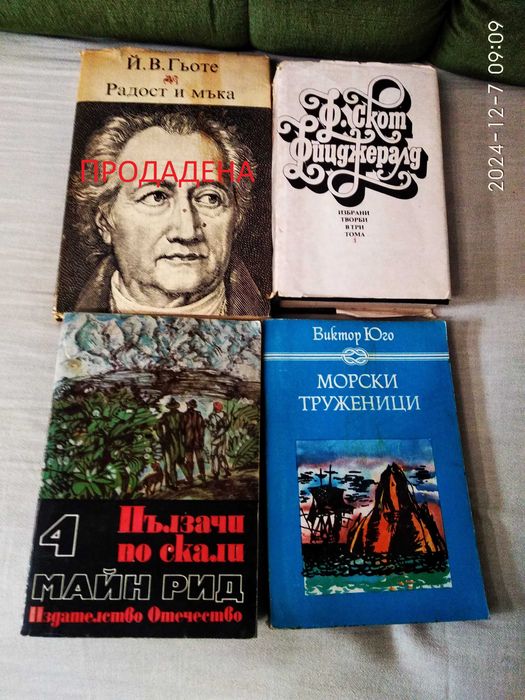 Й. В. Гьоте
Радост и мъка
ПРОДАДЕНА
Ф. Скот
Фицджералд
ИЗБРАНИ
ТВОРБИ
В ТРИ
ТОМА
3
4
Пълзачи
по скали
МАЙН РИД
Издателство Отечество
Виктор Юго
МОРСКИ
ТРУЖЕНИЦИ
2024-12-7 09:09